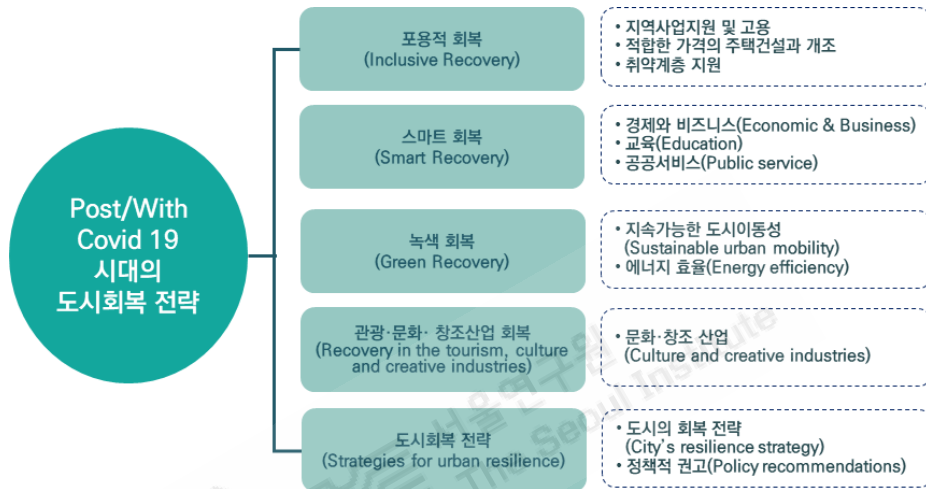 Post/With
Covid 19
시대의
도시회복 전략
포용적 회복
(Inclusive Recovery)
• 지역사업지원 및 고용
• 적합한 가격의 주택건설과 개조
• 취약계층 지원
스마트 회복
(Smart Recovery)
• 경제와 비즈니스(Economic & Business)
• 교육(Education)
• 공공서비스(Public service)
녹색 회복
(Green Recovery)
• 지속가능한 도시이동성
(Sustainable urban mobility)
• 에너지 효율(Energy efficiency)
관광·문화· 창조산업 회복
(Recovery in the tourism, culture
and creative industries)
• 문화·창조 산업
(Culture and creative industries)
도시회복 전략
(Strategies for urban resilience)
• 도시의 회복 전략
(City's resilience strategy)
• 정책적 권고(Policy recommendations)
서울연구원
The Seoul Institute